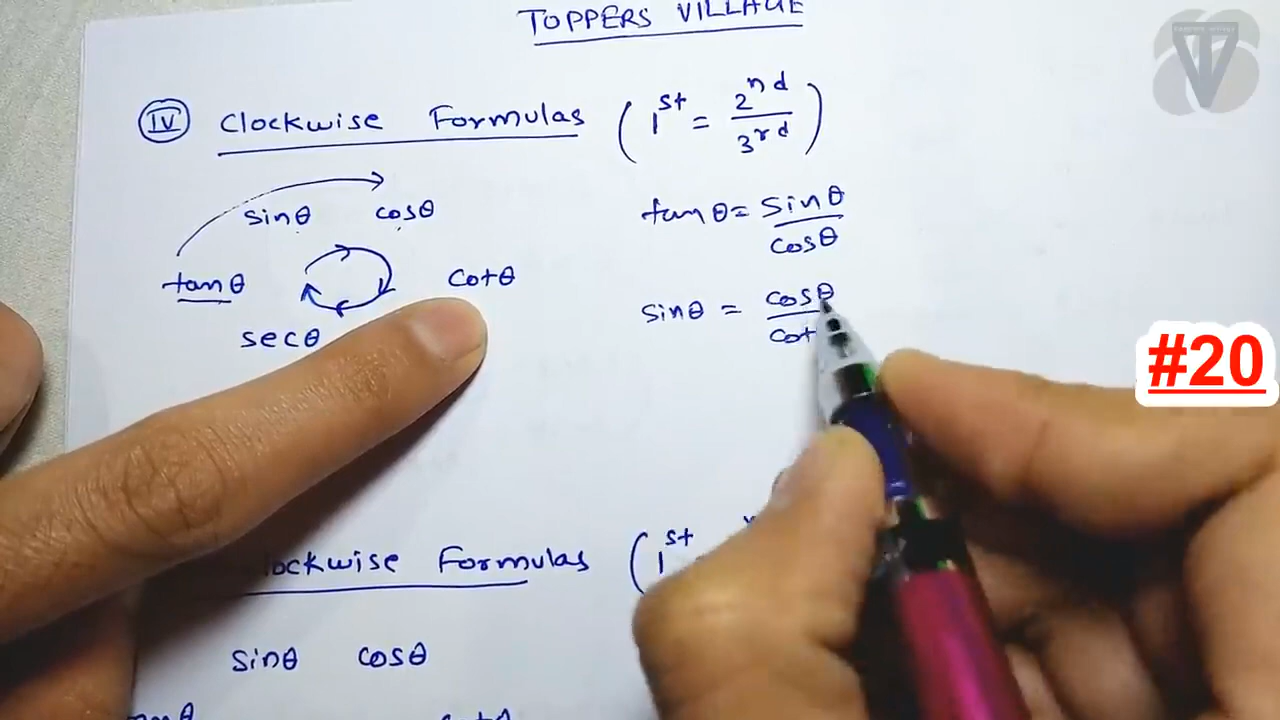 TOPPERS VILLAGE
IV Clockwise Formulas ( 1st = 2nd / 3rd )
sinθ cosθ
tanθ cotθ
secθ
tanθ = sinθ / cosθ
sinθ = cosθ / cot
#20
lockwise Formulas ( 1st
sinθ cosθ